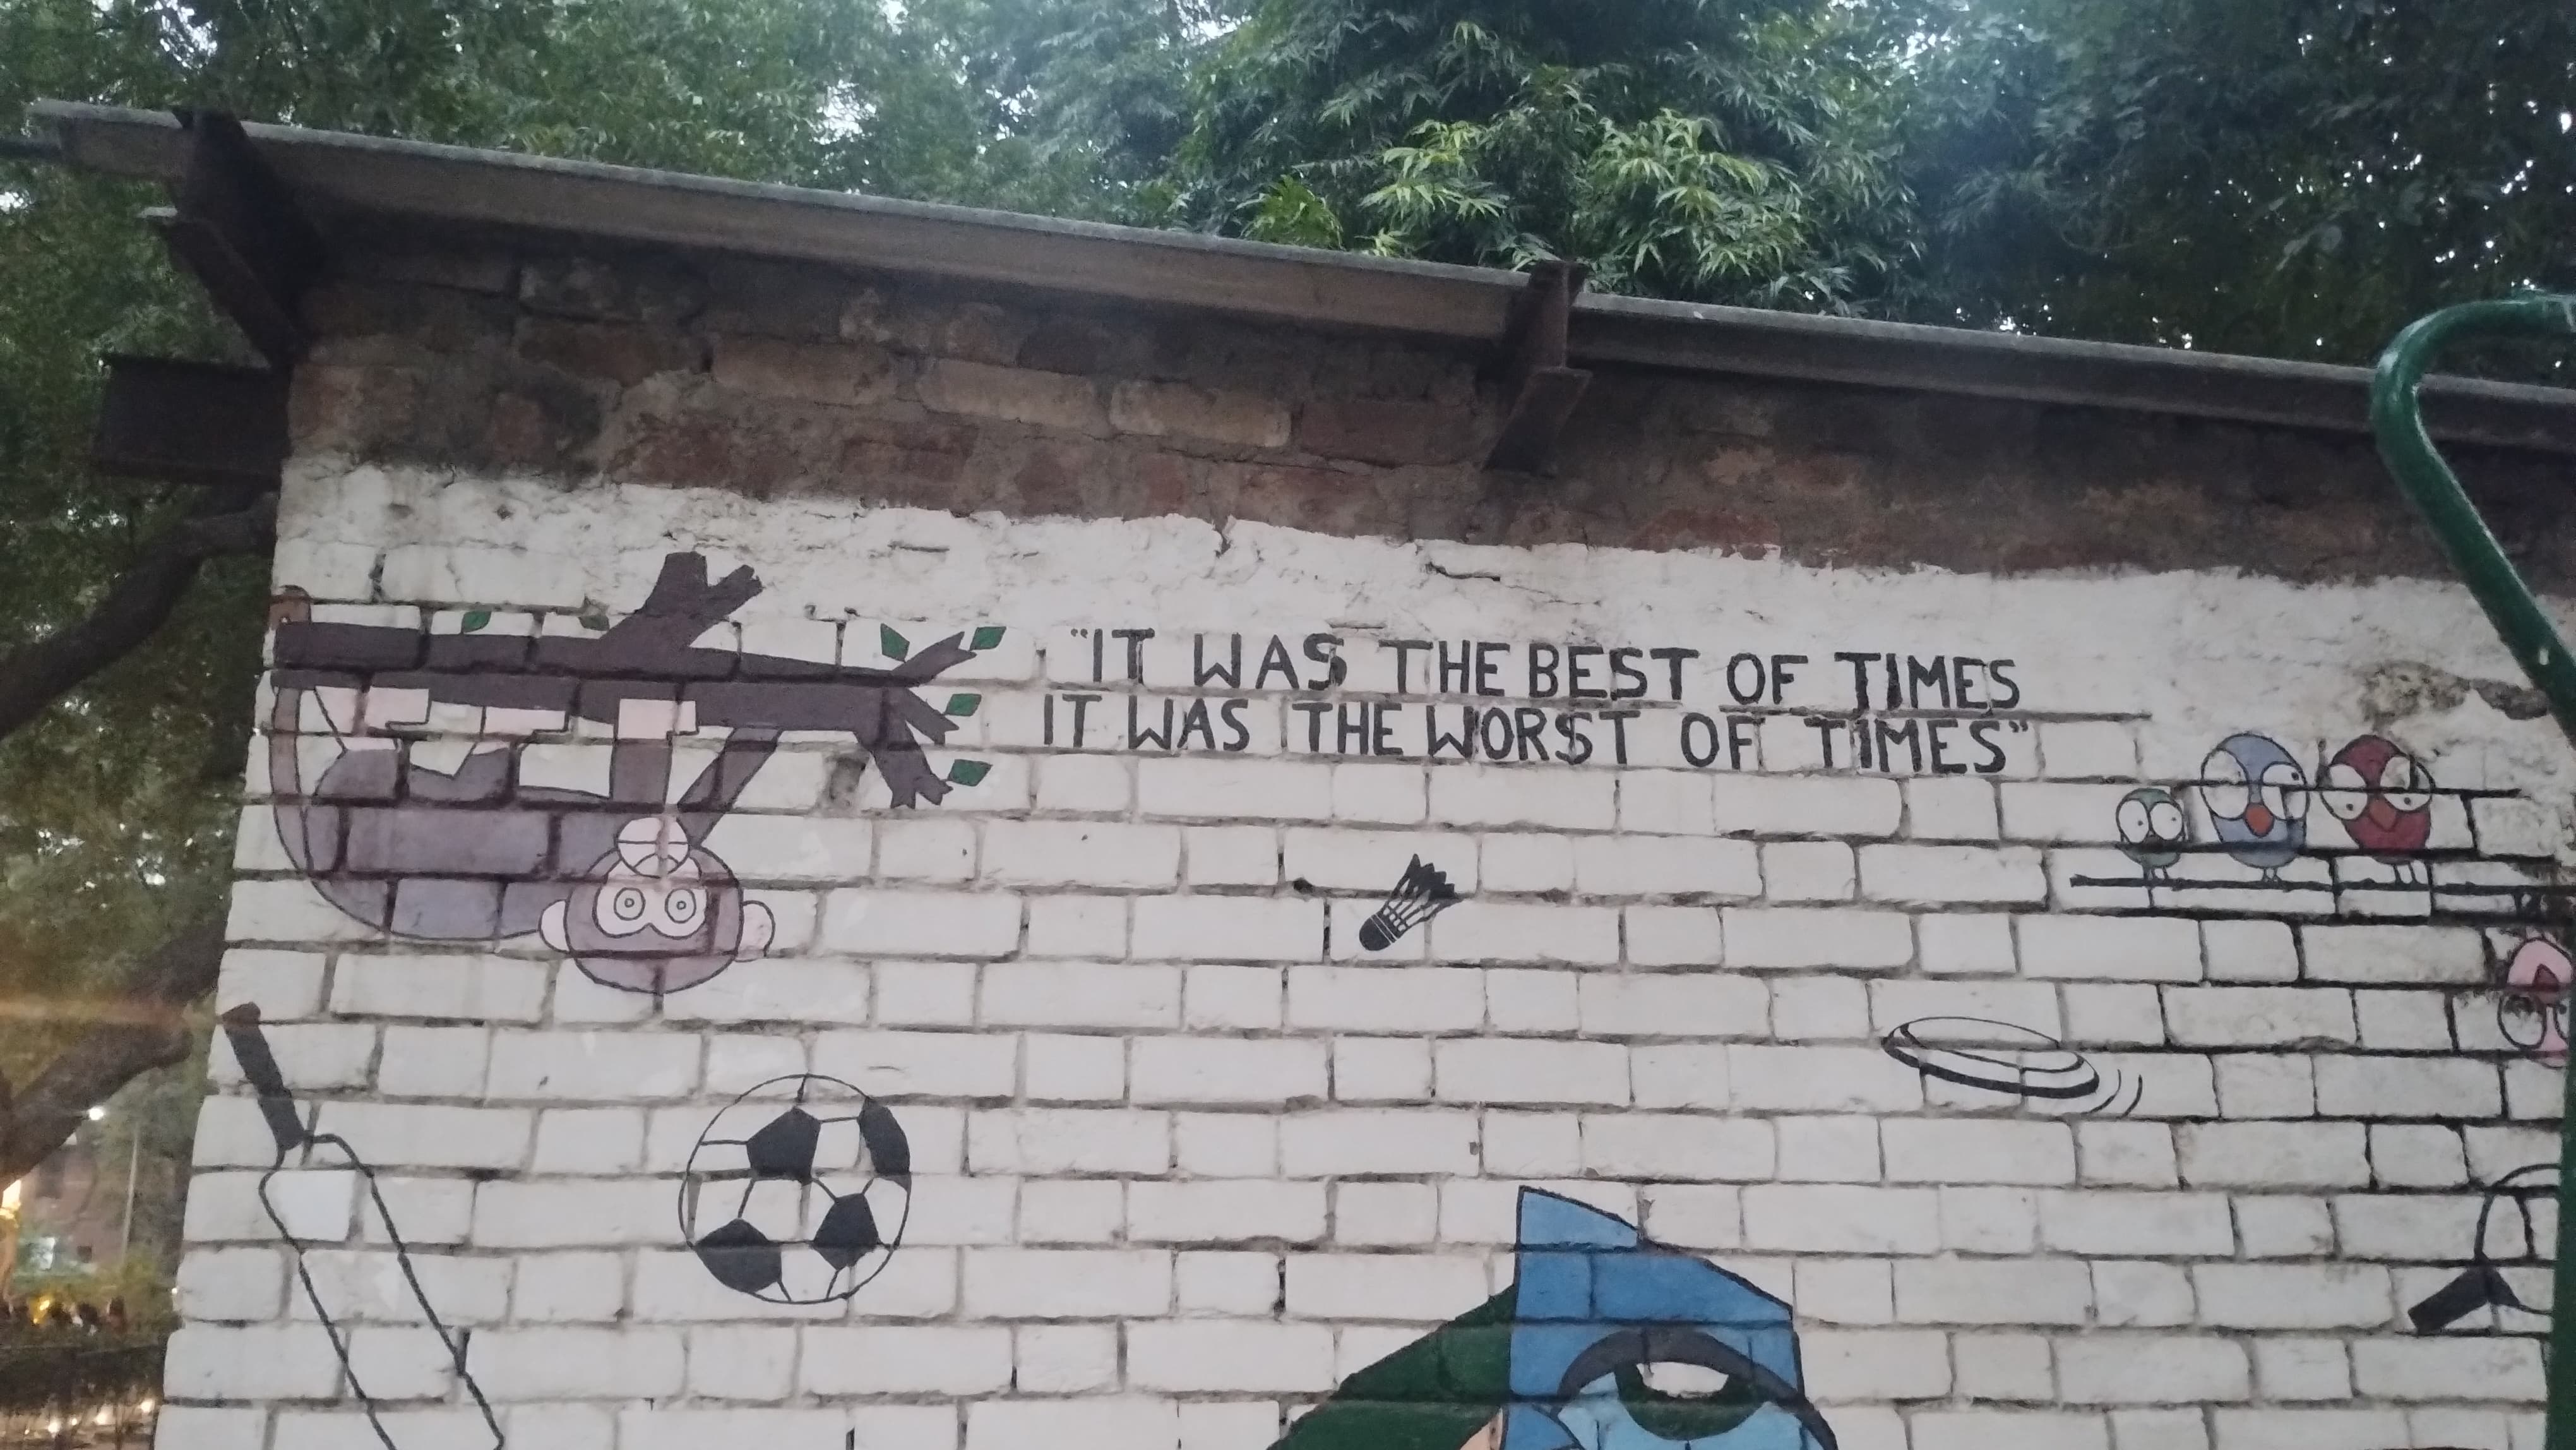 "IT WAS THE BEST OF TIMES
IT WAS THE WORST OF TIMES"